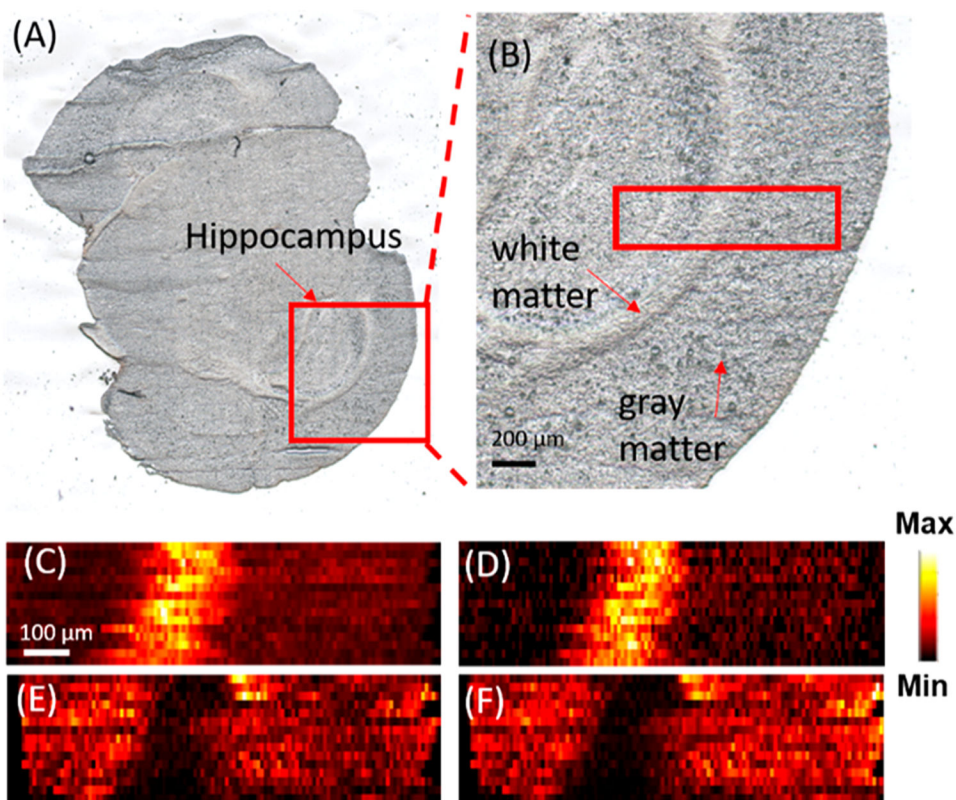 (A)
Hippocampus
(B)
white
matter
gray
matter
200 μm
(C)
100 μm
(D)
Max
Min
(E)
(F)